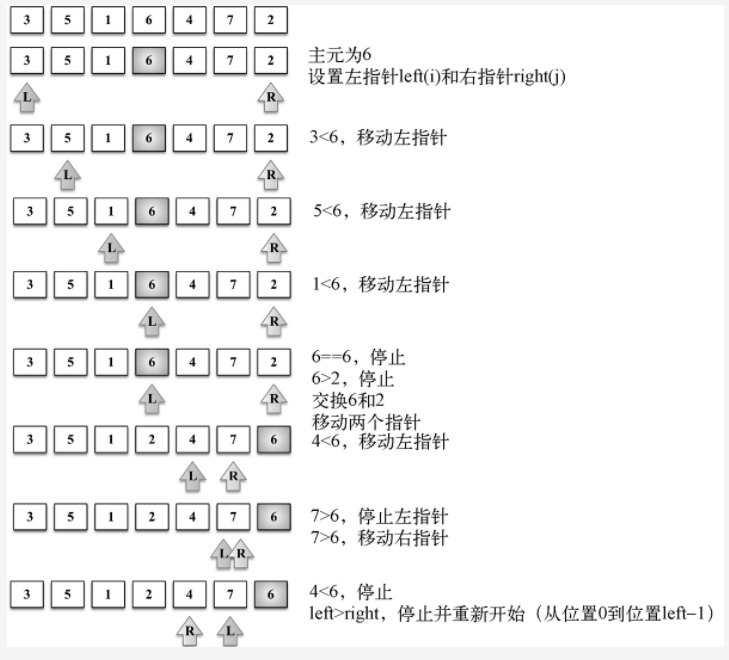 3 5 1 6 4 7 2
3 5 1 6 4 7 2
主元为6
设置左指针left(i)和右指针right(j)
L R
3 5 1 6 4 7 2
3<6，移动左指针
L R
3 5 1 6 4 7 2
5<6，移动左指针
L R
3 5 1 6 4 7 2
1<6，移动左指针
L R
3 5 1 6 4 7 2
6==6，停止
6>2，停止
交换6和2
移动两个指针
L R
3 5 1 2 4 7 6
4<6，移动左指针
L R
3 5 1 2 4 7 6
7>6，停止左指针
7>6，移动右指针
L R
3 5 1 2 4 7 6
4<6，停止
left>right，停止并重新开始（从位置0到位置left−1）
R L